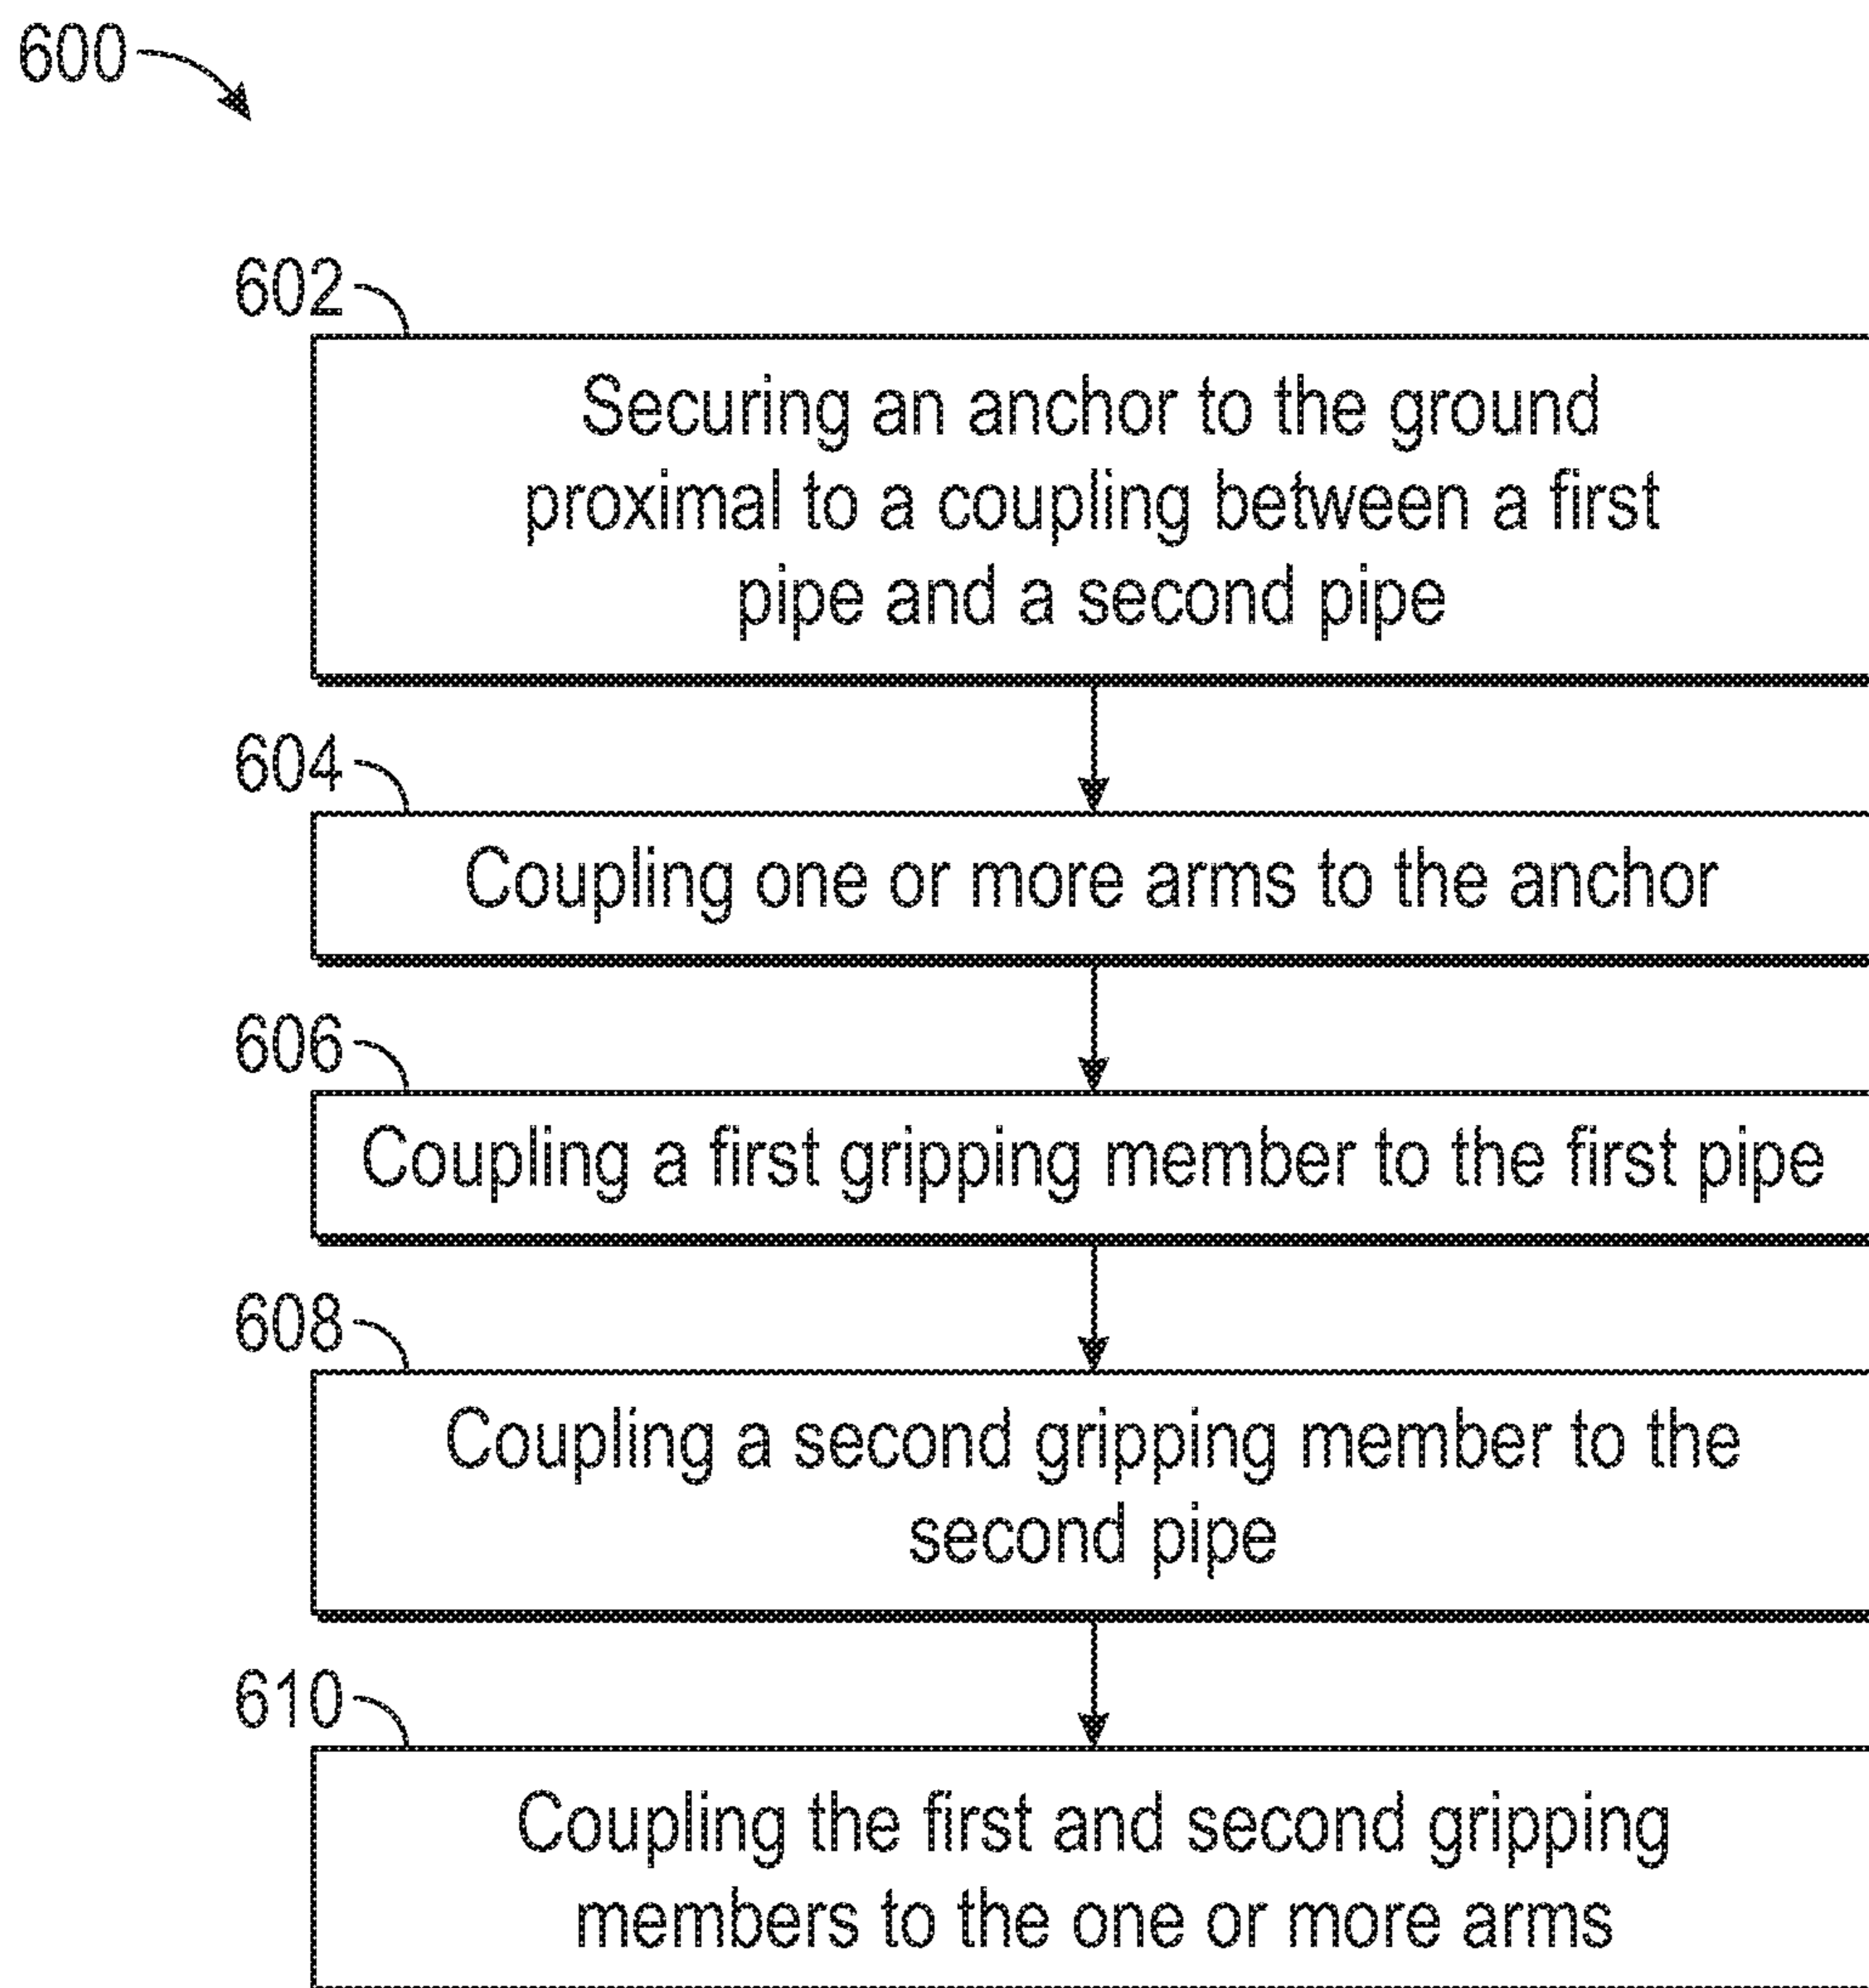 600
602
Securing an anchor to the ground
proximal to a coupling between a first
pipe and a second pipe
604
Coupling one or more arms to the anchor
606
Coupling a first gripping member to the first pipe
608
Coupling a second gripping member to the
second pipe
610
Coupling the first and second gripping
members to the one or more arms